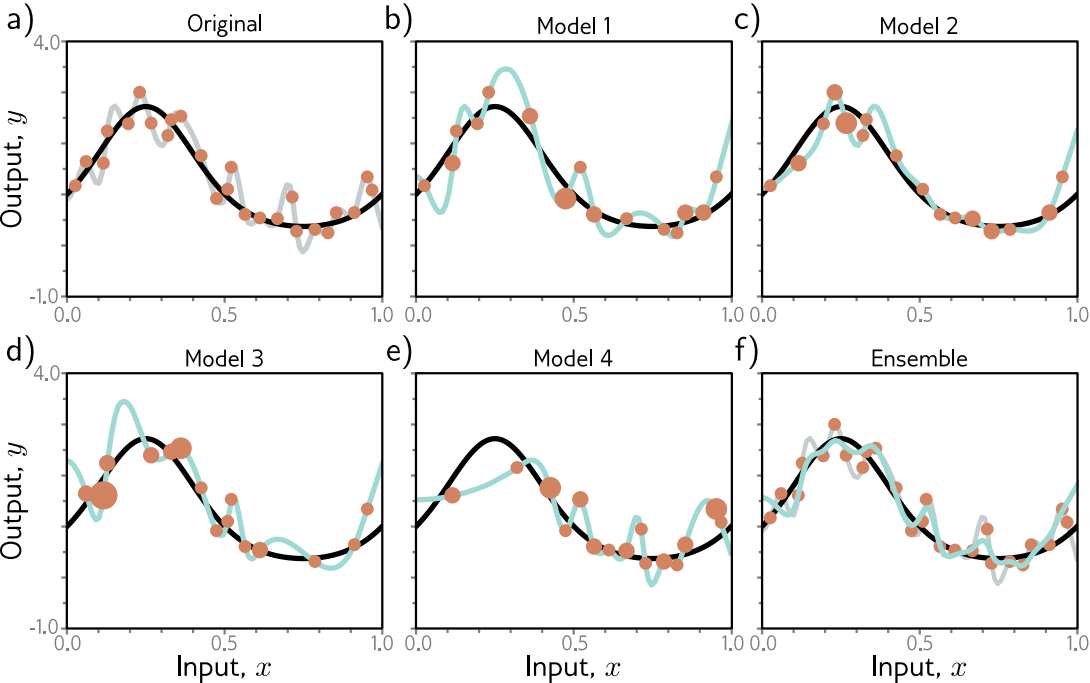 a) Original
b) Model 1
c) Model 2
4.0
Output, y
-1.0
0.0 0.5 1.0
0.0 0.5 1.0
0.0 0.5 1.0
d) Model 3
e) Model 4
f) Ensemble
4.0
Output, y
-1.0
0.0 0.5 1.0
0.0 0.5 1.0
0.0 0.5 1.0
Input, x
Input, x
Input, x